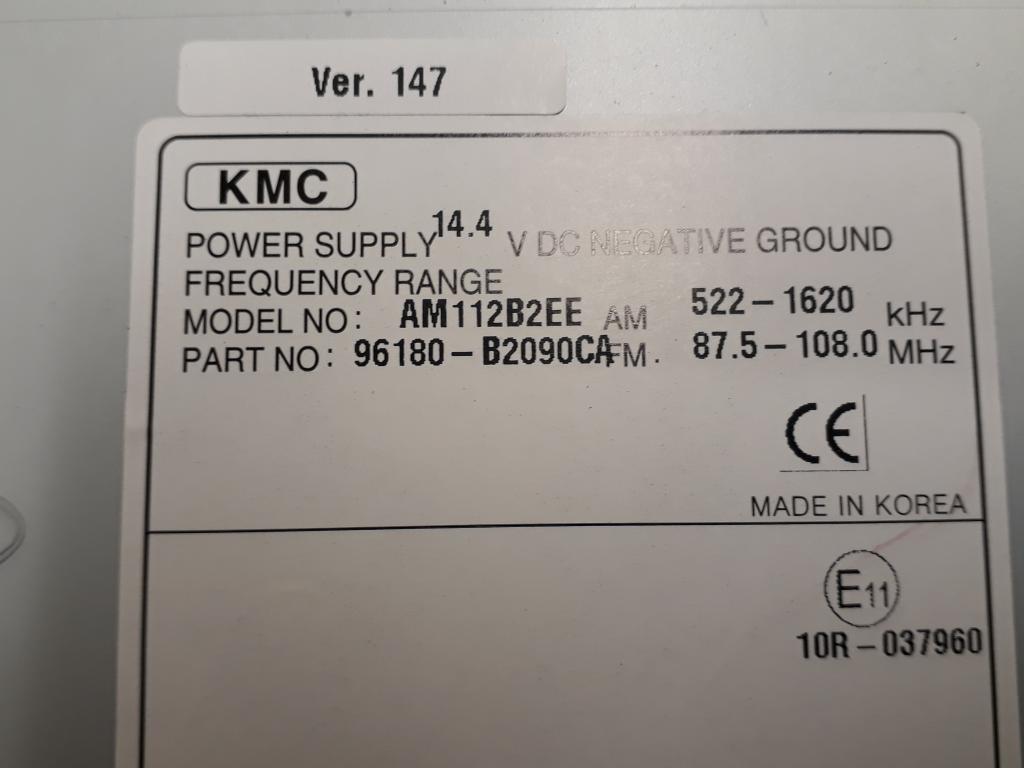 Ver. 147
KMC
POWER SUPPLY 14.4 V DC NEGATIVE GROUND
FREQUENCY RANGE
MODEL NO : AM112B2EE AM 522-1620 kHz
PART NO : 96180-B2090CA FM. 87.5-108.0 MHz
CE
MADE IN KOREA
E11
10R-037960